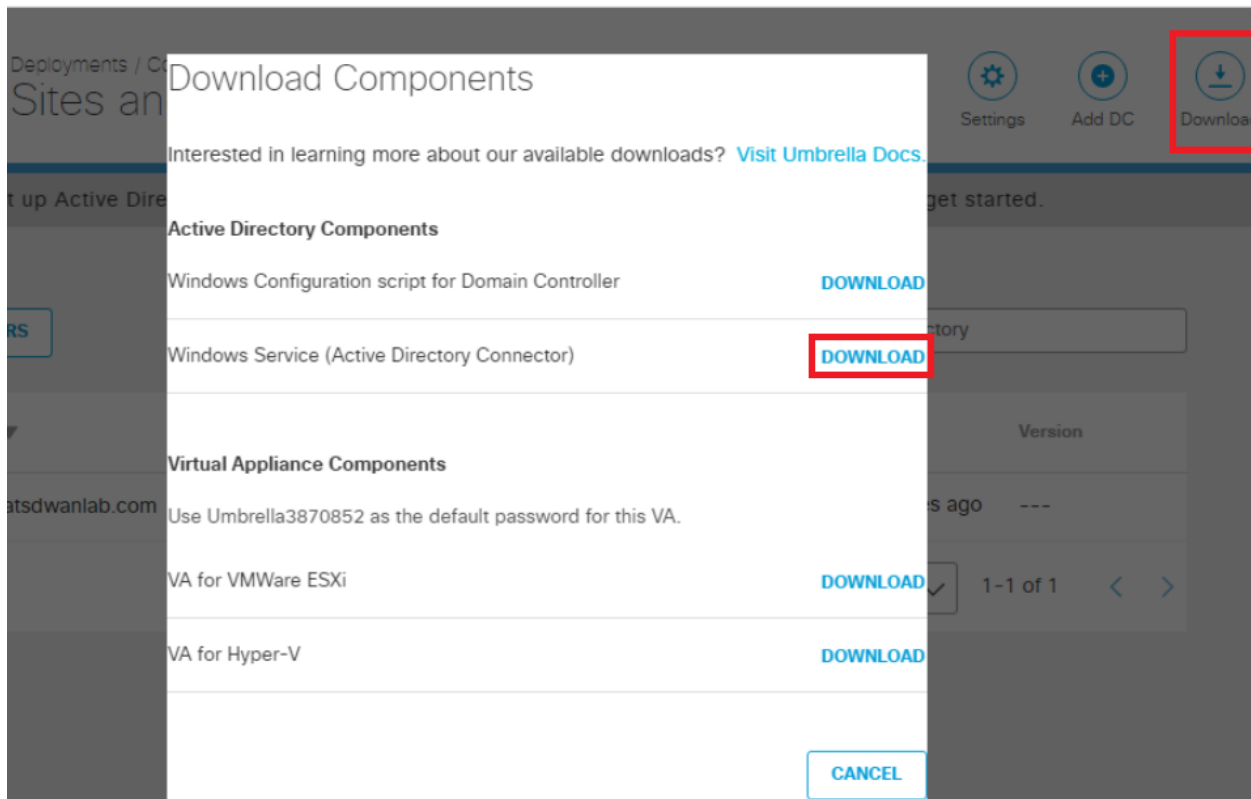 Deployments / Co
Sites an
Settings
Add DC
Download
Download Components
Interested in learning more about our available downloads? Visit Umbrella Docs.
t up Active Dire
get started.
Active Directory Components
Windows Configuration script for Domain Controller DOWNLOAD
RS
ctory
Windows Service (Active Directory Connector) DOWNLOAD
Version
Virtual Appliance Components
atsdwanlab.com
s ago ---
Use Umbrella3870852 as the default password for this VA.
VA for VMWare ESXi DOWNLOAD
1-1 of 1
VA for Hyper-V DOWNLOAD
CANCEL